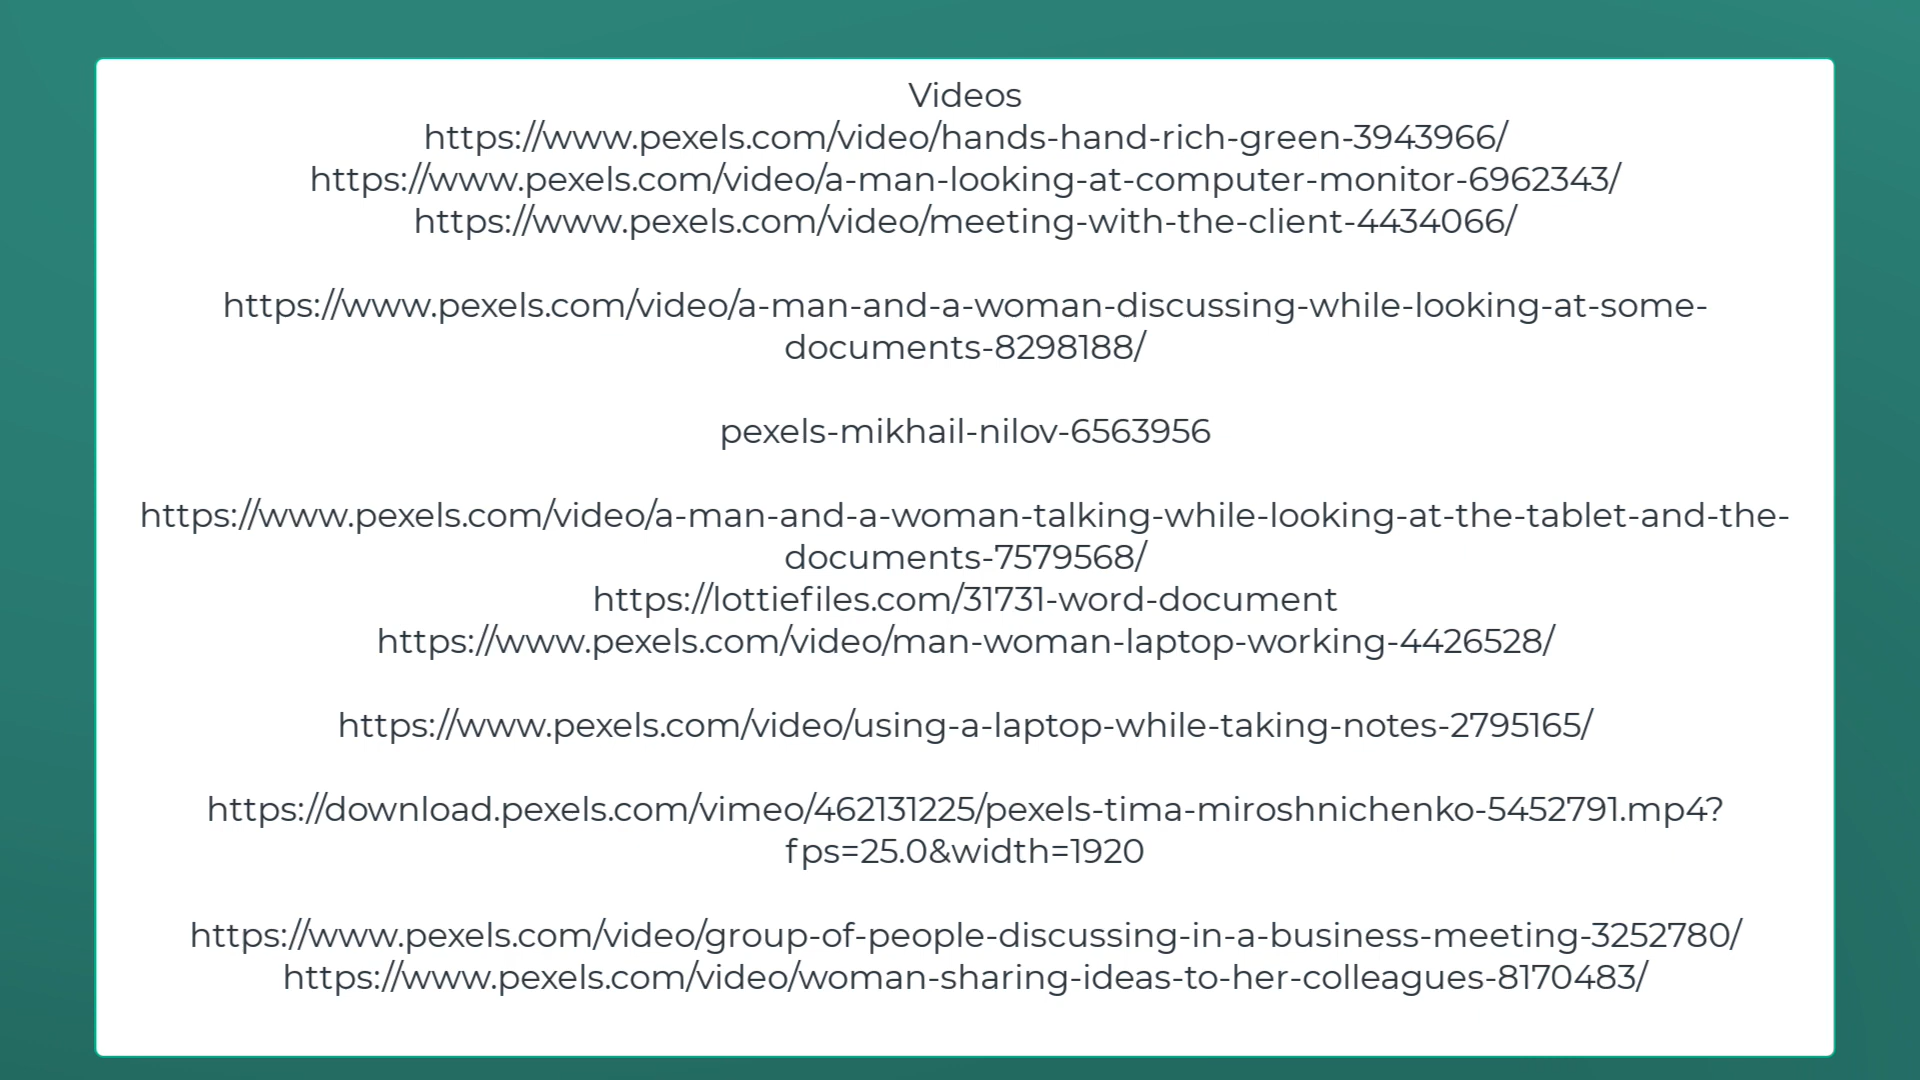 Videos
https://www.pexels.com/video/hands-hand-rich-green-3943966/
https://www.pexels.com/video/a-man-looking-at-computer-monitor-6962343/
https://www.pexels.com/video/meeting-with-the-client-4434066/
https://www.pexels.com/video/a-man-and-a-woman-discussing-while-looking-at-some-
documents-8298188/
pexels-mikhail-nilov-6563956
https://www.pexels.com/video/a-man-and-a-woman-talking-while-looking-at-the-tablet-and-the-
documents-7579568/
https://lottiefiles.com/31731-word-document
https://www.pexels.com/video/man-woman-laptop-working-4426528/
https://www.pexels.com/video/using-a-laptop-while-taking-notes-2795165/
https://download.pexels.com/vimeo/462131225/pexels-tima-miroshnichenko-5452791.mp4?
fps=25.0&width=1920
https://www.pexels.com/video/group-of-people-discussing-in-a-business-meeting-3252780/
https://www.pexels.com/video/woman-sharing-ideas-to-her-colleagues-8170483/